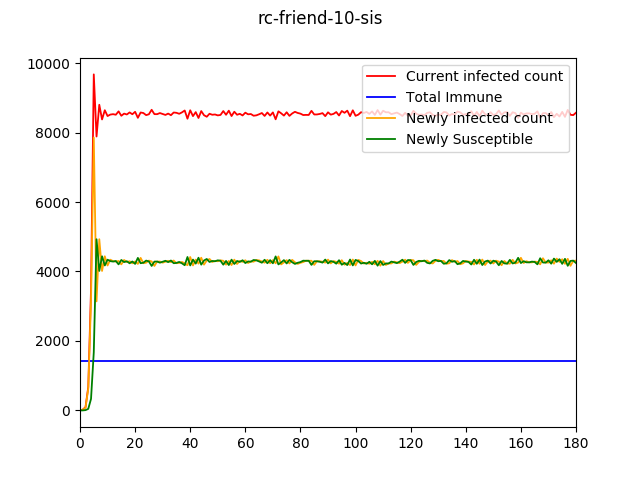 rc-friend-10-sis
10000
8000
6000
4000
2000
0
Current infected count
Total Immune
Newly infected count
Newly Susceptible
0 20 40 60 80 100 120 140 160 180